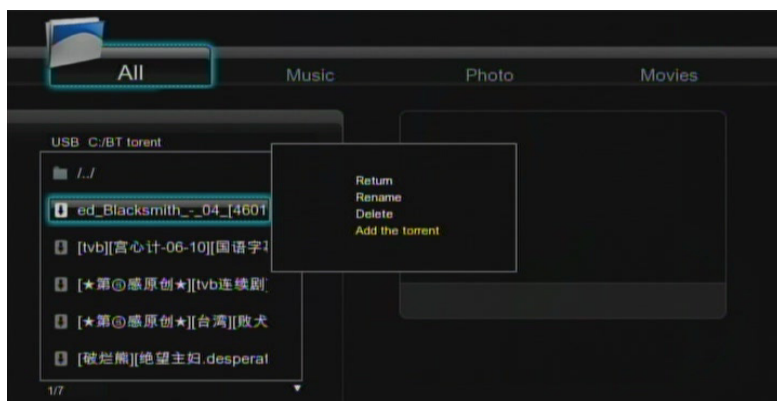 All
Music
Photo
Movies
USB C:/BT torent
/../
ed_Blacksmith_-_04_[4601
[tvb][宫心计-06-10][国语字
[★第⑥感原创★][tvb连续剧]
[★第⑥感原创★][台湾][败犬
[破烂熊][绝望主妇.desperat
1/7
Return
Rename
Delete
Add the torrent